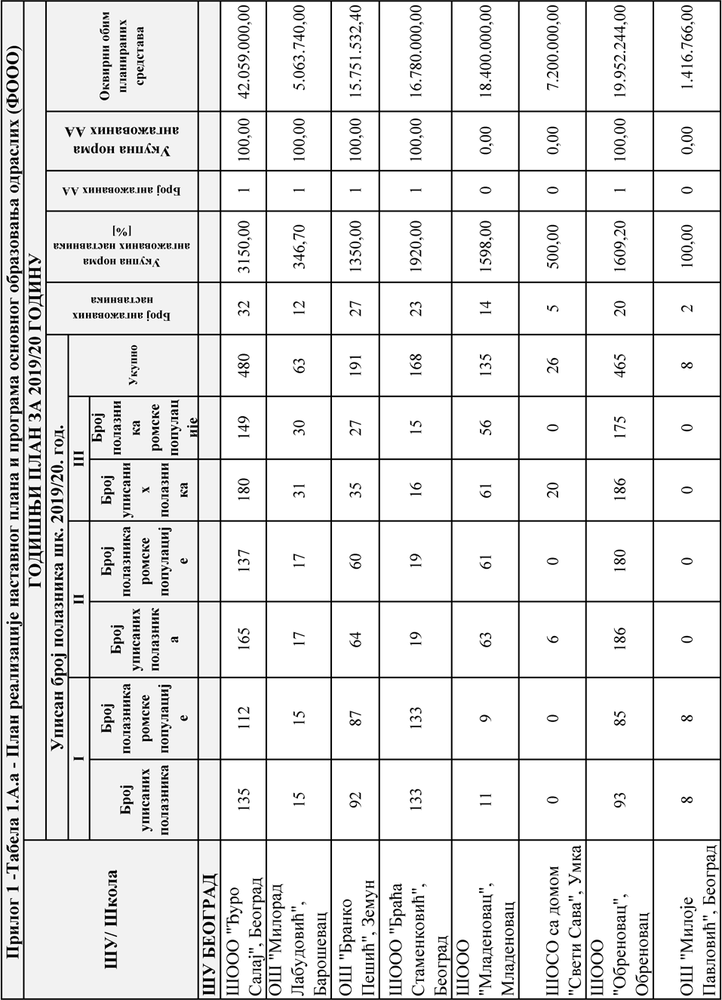 Прилог 1 -Табела 1.А.а - План реализације наставног плана и програма основног образовања одраслих (ФООО)
ГОДИШЊИ ПЛАН ЗА 2019/20 ГОДИНУ
ШУ/ Школа
Уписан број полазника шк. 2019/20. год.
I
II
III
Број
уписаних
полазника
Број
полазника
ромске
популациј
е
Број
уписаних
полазник
а
Број
полазника
ромске
популациј
е
Број
уписани
х
полазни
ка
Број
полазни
ка
ромске
популац
ије
Укупно
Број ангажованих
наставника
Укупна норма
ангажованих наставника
[%]
Број ангажованих АА
Укупна норма
ангажованих АА
Оквирни обим
планираних
средстава
ШУ БЕОГРАД
ШООО "Ђуро
Салај", Београд
135 112 165 137 180 149 480 32 3150,00 1 100,00 42.059.000,00
ОШ "Милорад
Лабудовић",
Барошевац
15 15 17 17 31 30 63 12 346,70 1 100,00 5.063.740,00
ОШ "Бранко
Пешић", Земун
92 87 64 60 35 27 191 27 1350,00 1 100,00 15.751.532,40
ШООО "Браћа
Стаменковић",
Београд
133 133 19 19 16 15 168 23 1920,00 1 100,00 16.780.000,00
ШООО
"Младеновац",
Младеновац
11 9 63 61 61 56 135 14 1598,00 0 0,00 18.400.000,00
ШОСО са домом
"Свети Сава", Умка
0 0 6 0 20 0 26 5 500,00 0 0,00 7.200.000,00
ШООО
"Обреновац",
Обреновац
93 85 186 180 186 175 465 20 1609,20 1 100,00 19.952.244,00
ОШ "Милоје
Павловић", Београд
8 8 0 0 0 0 8 2 100,00 0 0,00 1.416.766,00